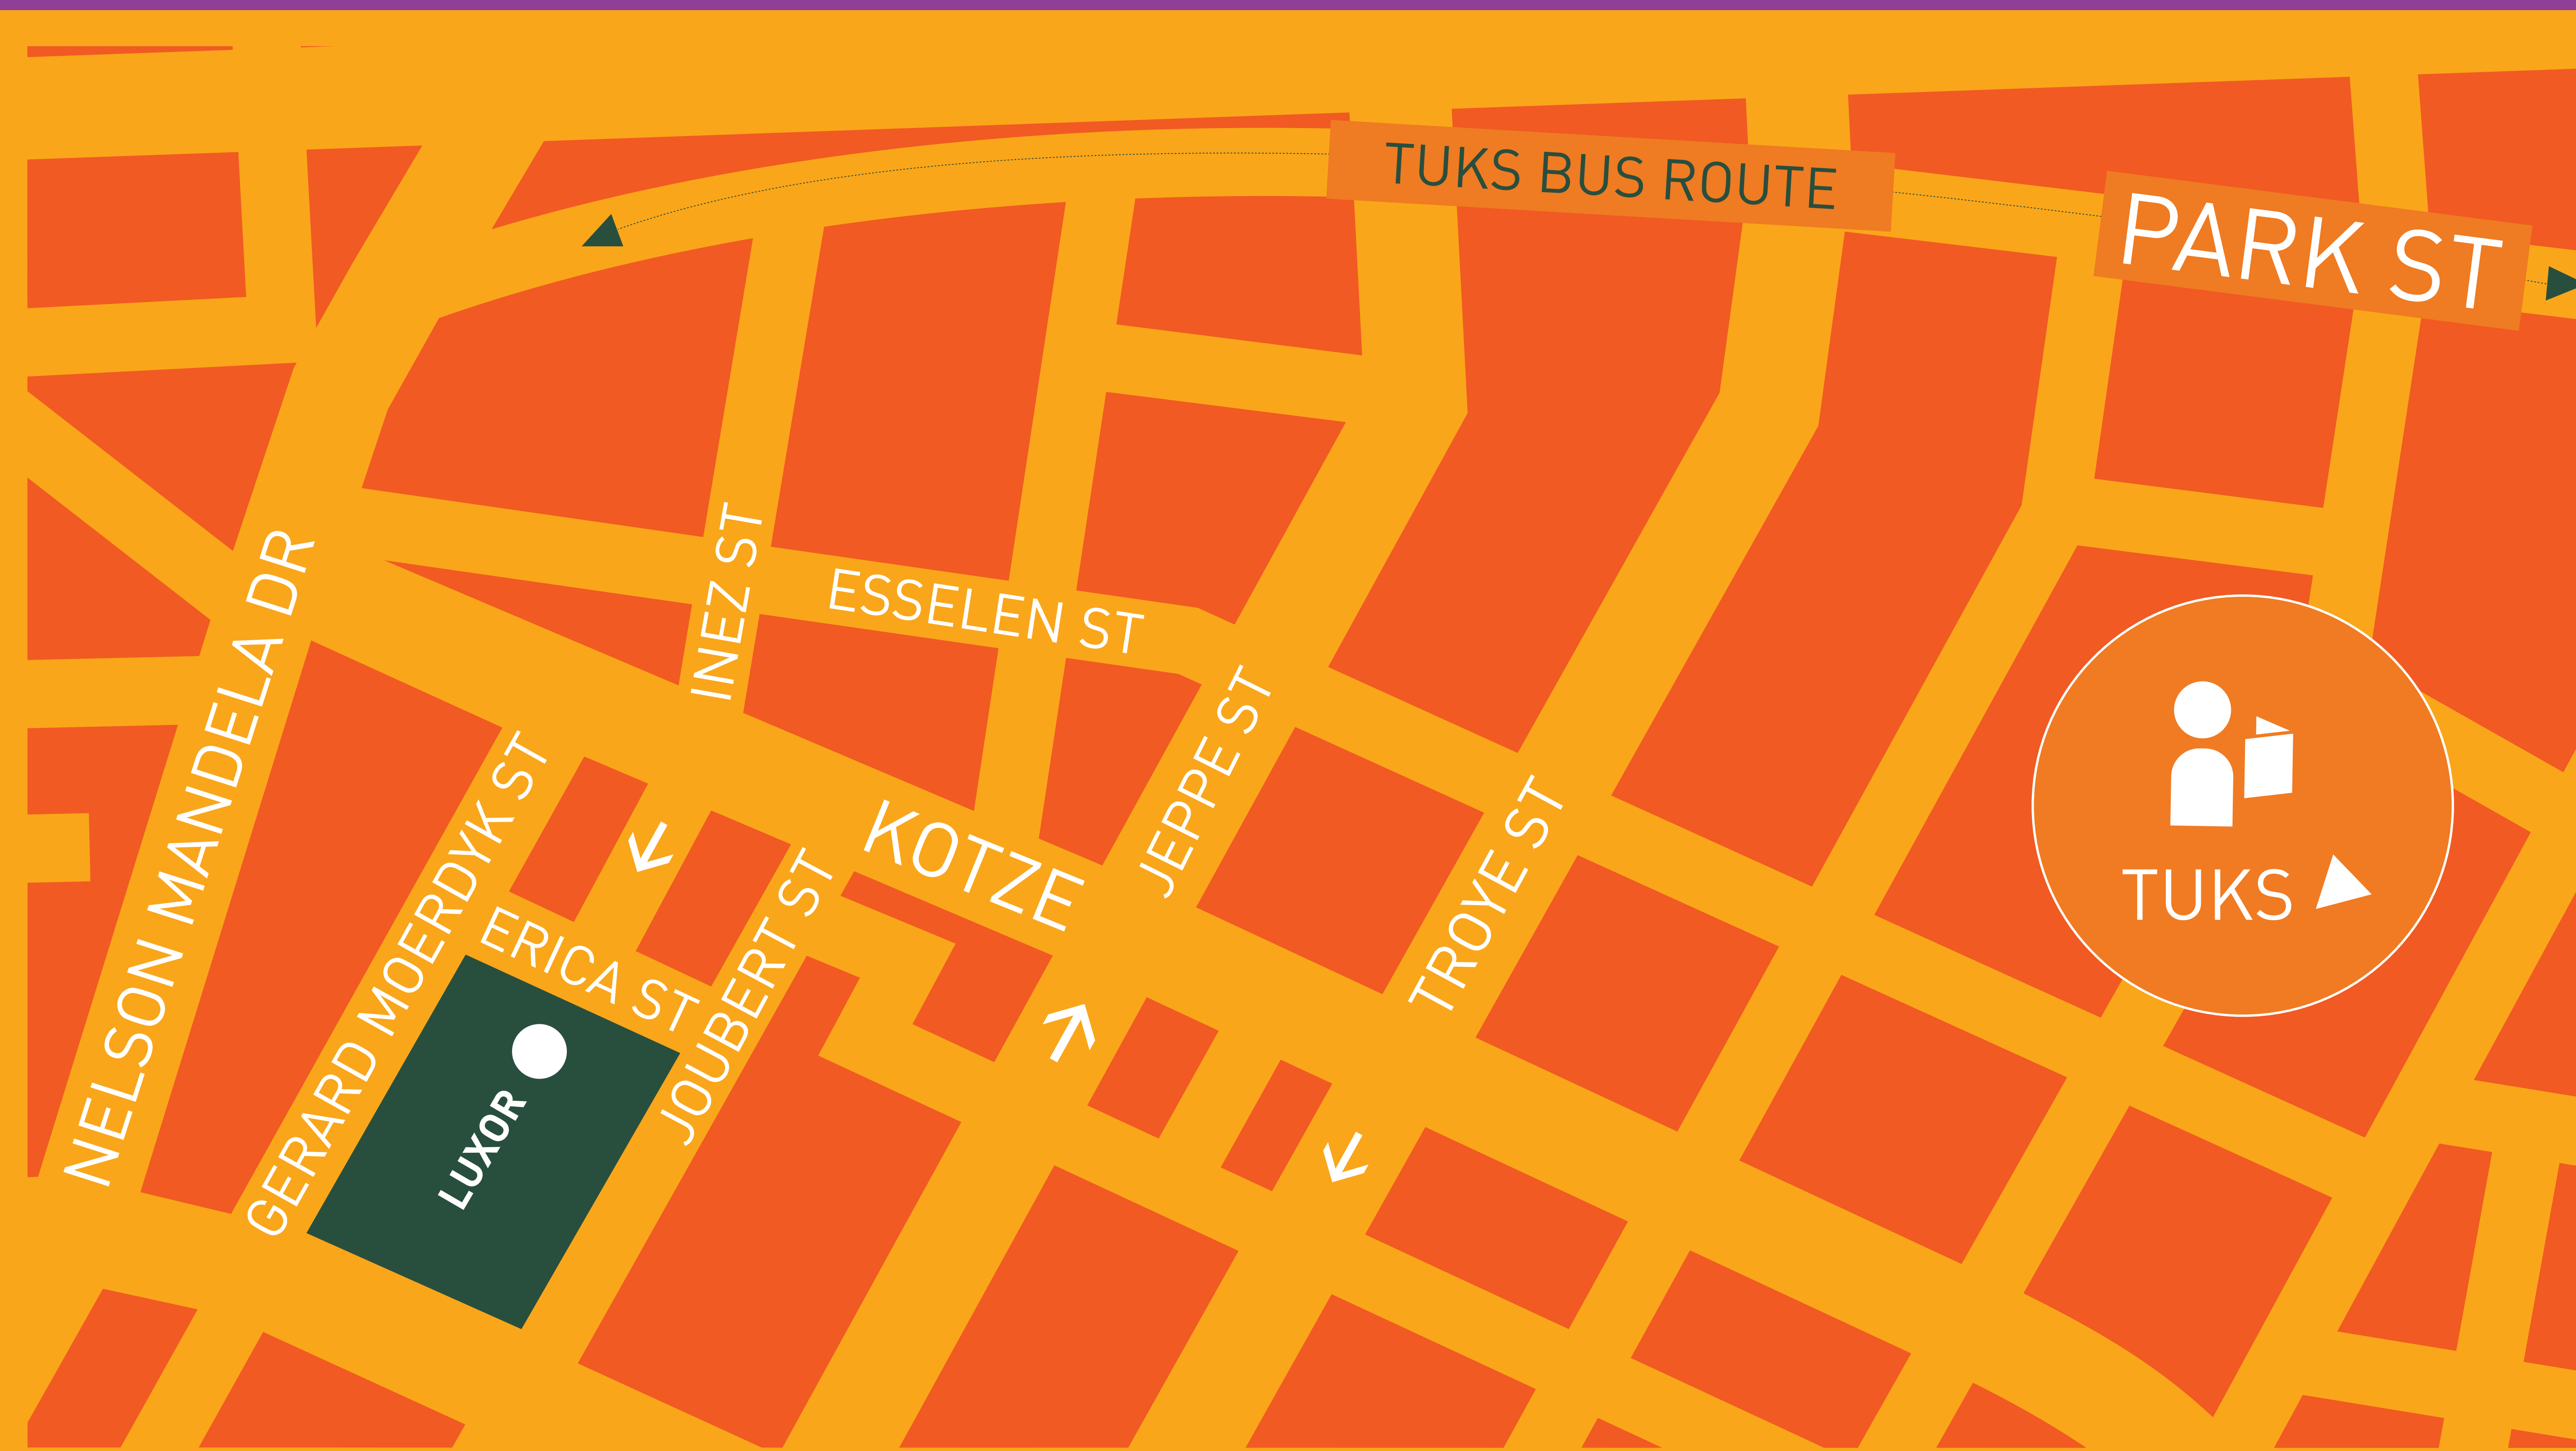 TUKS BUS ROUTE
PARK ST
NELSON MANDELA DR
INEZ ST
ESSELEN ST
GERARD MOERDYK ST
KOTZE
JEPPE ST
TROYE ST
ERICA ST
JOUBERT ST
LUXOR
TUKS